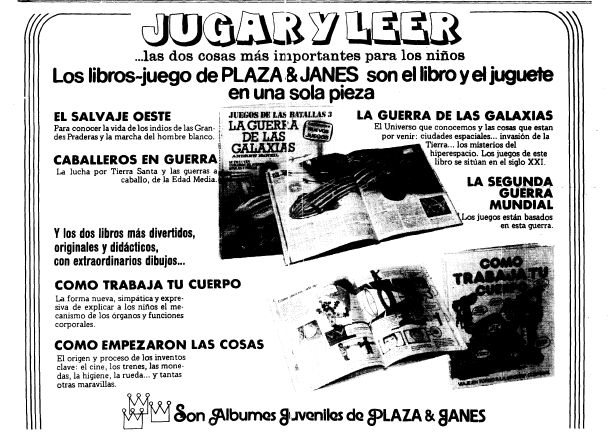 JUGAR Y LEER
...las dos cosas más importantes para los niños
Los libros-juego de PLAZA & JANES son el libro y el juguete
en una sola pieza
EL SALVAJE OESTE
Para conocer la vida de los indios de las Gran-
des Praderas y la marcha del hombre blanco.
CABALLEROS EN GUERRA
La lucha por Tierra Santa y las guerras a
caballo, de la Edad Media.
JUEGOS DE LAS BATALLAS 3
LA GUERRA
DE LAS
GALAXIAS
LA GUERRA DE LAS GALAXIAS
El Universo que conocemos y las cosas que estan
por venir: ciudades espaciales... invasión de la
Tierra... los misterios del
hiperespacio. Los juegos de este
libro se sitúan en el siglo XXI.
LA SEGUNDA
GUERRA
MUNDIAL
Los juegos están basados
en esta guerra.
Y los dos libros más divertidos,
originales y didácticos,
con extraordinarios dibujos...
COMO TRABAJA TU CUERPO
La forma nueva, simpática y expre-
siva de explicar a los niños el me-
canismo de los órganos y funciones
corporales.
COMO EMPEZARON LAS COSAS
El origen y proceso de los inventos
clave: el cine, los trenes, las mone-
das, la higiene, la rueda... y tantas
otras maravillas.
COMO
TRABAJA TU
CUERPO
Son Albumes Juveniles de PLAZA & JANES